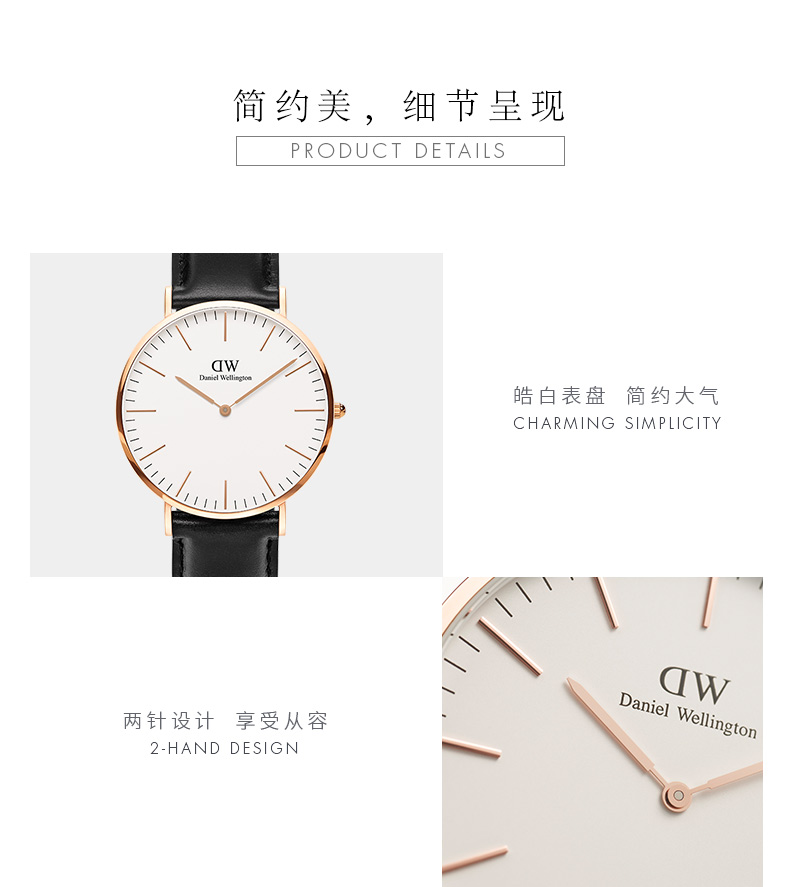 简约美，细节呈现
PRODUCT DETAILS
DW
Daniel Wellington
皓白表盘 简约大气
CHARMING SIMPLICITY
两针设计 享受从容
2-HAND DESIGN
DW
Daniel Wellington